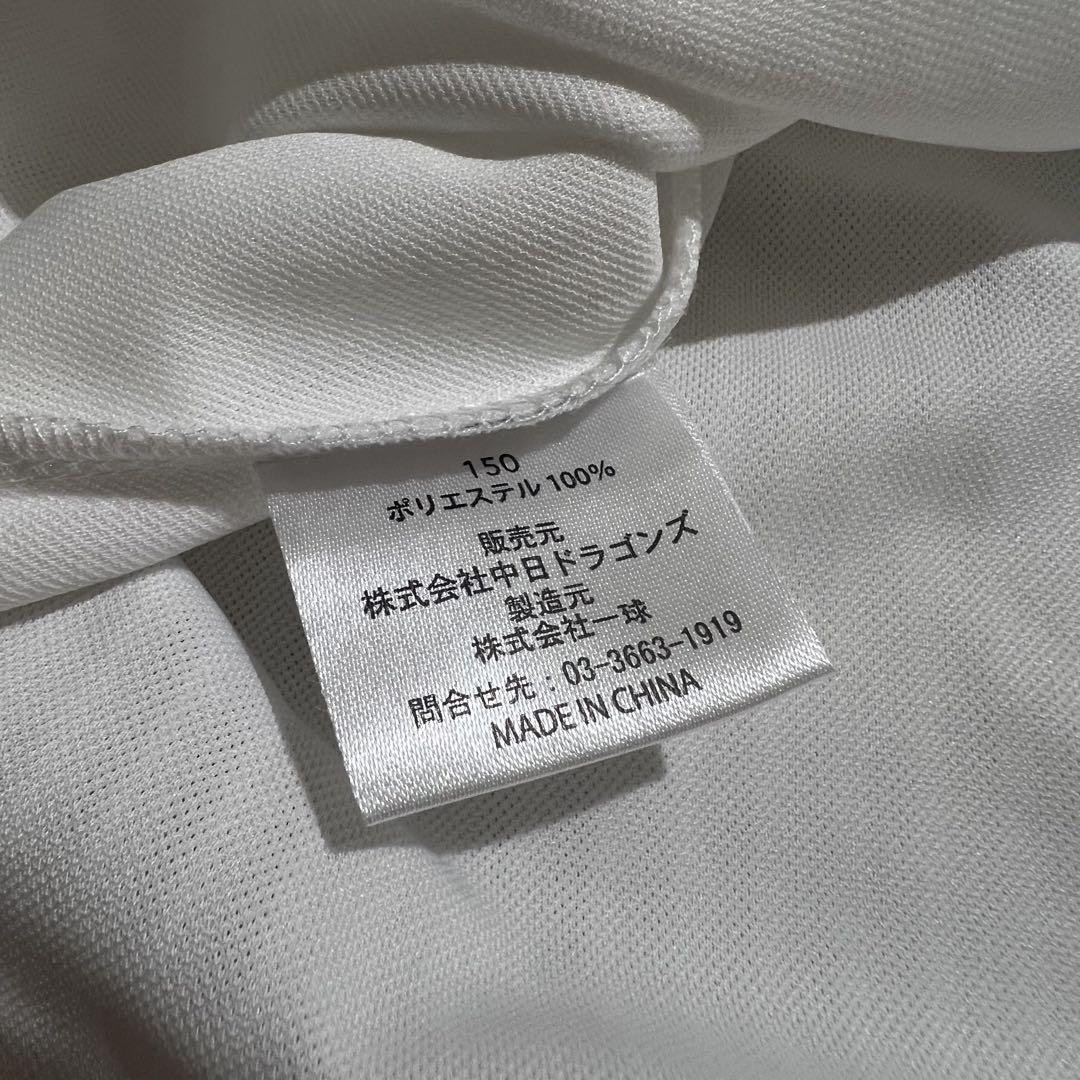 150
ポリエステル 100%
販売元
株式会社中日ドラゴンズ
製造元
株式会社一球
問合せ先：03-3663-1919
MADE IN CHINA